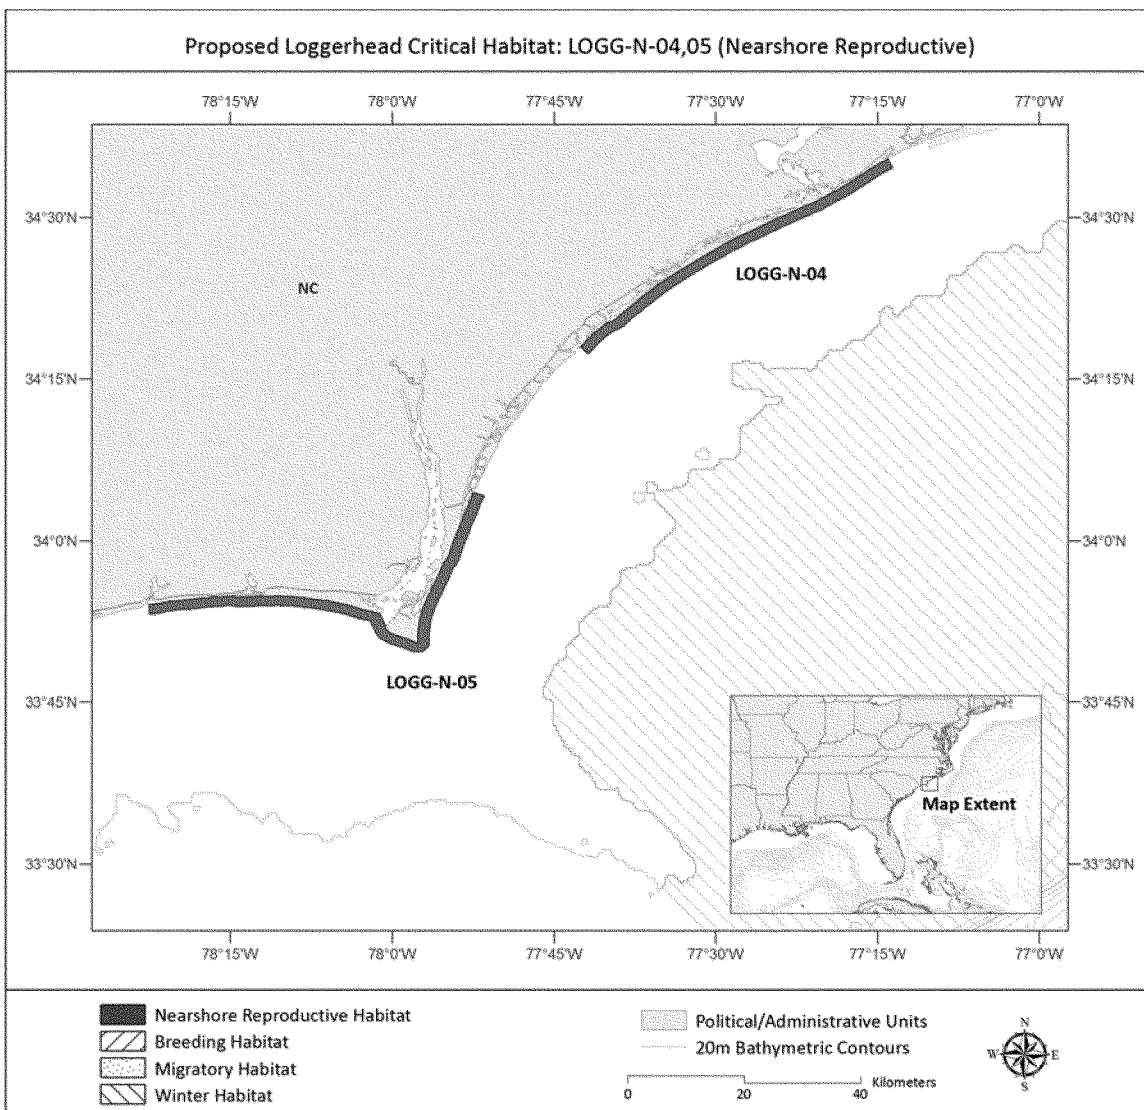 Proposed Loggerhead Critical Habitat: LOGG-N-04,05 (Nearshore Reproductive)
78°15'W 78°0'W 77°45'W 77°30'W 77°15'W 77°0'W
34°30'N 34°30'N
LOGG-N-04
NC
34°15'N 34°15'N
34°0'N 34°0'N
LOGG-N-05
33°45'N 33°45'N
Map Extent
33°30'N 33°30'N
78°15'W 78°0'W 77°45'W 77°30'W 77°15'W 77°0'W
Nearshore Reproductive Habitat
Breeding Habitat
Migratory Habitat
Winter Habitat
Political/Administrative Units
20m Bathymetric Contours
Kilometers
0 20 40
N
W E
S